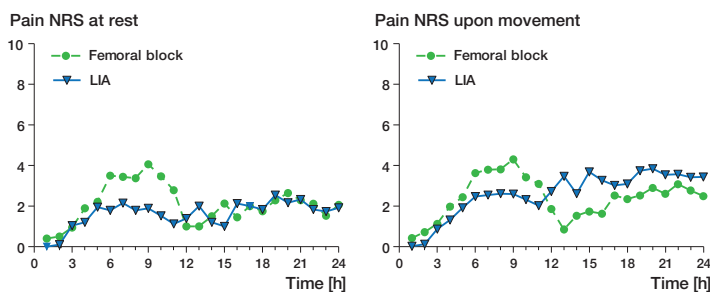 Pain NRS at rest
10
8
6
4
2
0
Femoral block
LIA
0 3 6 9 12 15 18 21 24
Time [h]
Pain NRS upon movement
10
8
6
4
2
0
Femoral block
LIA
0 3 6 9 12 15 18 21 24
Time [h]